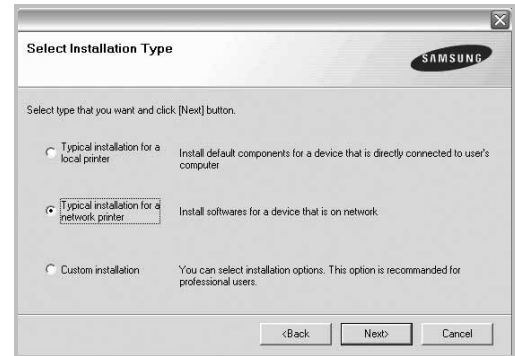 Select Installation Type
SAMSUNG
Select type that you want and click [Next] button.
Typical installation for a
local printer
Install default components for a device that is directly connected to user's
computer
Typical installation for a
network printer
Install softwares for a device that is on network
Custom installation
You can select installation options. This option is recommanded for
professional users.
<Back
Next>
Cancel